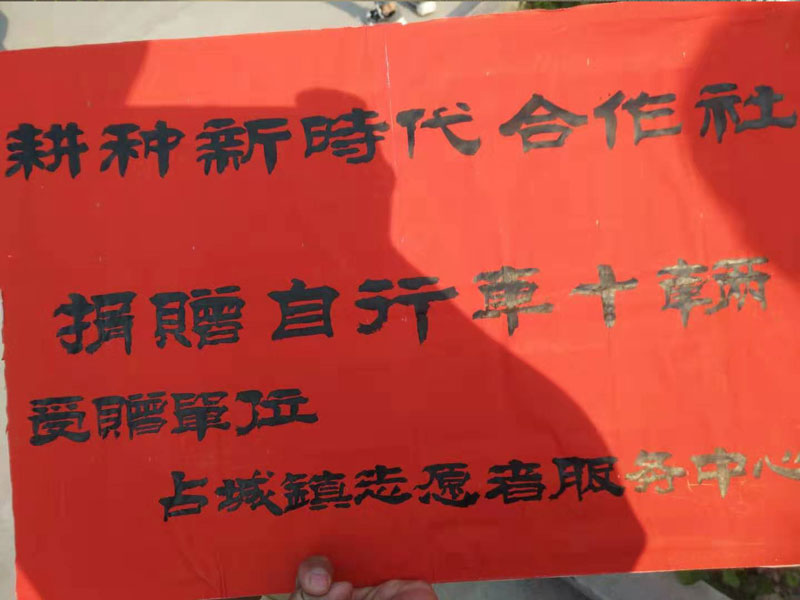 耕种新時代合作社
捐贈自行車十輛
受贈單位
占城鎮志愿者服务中心